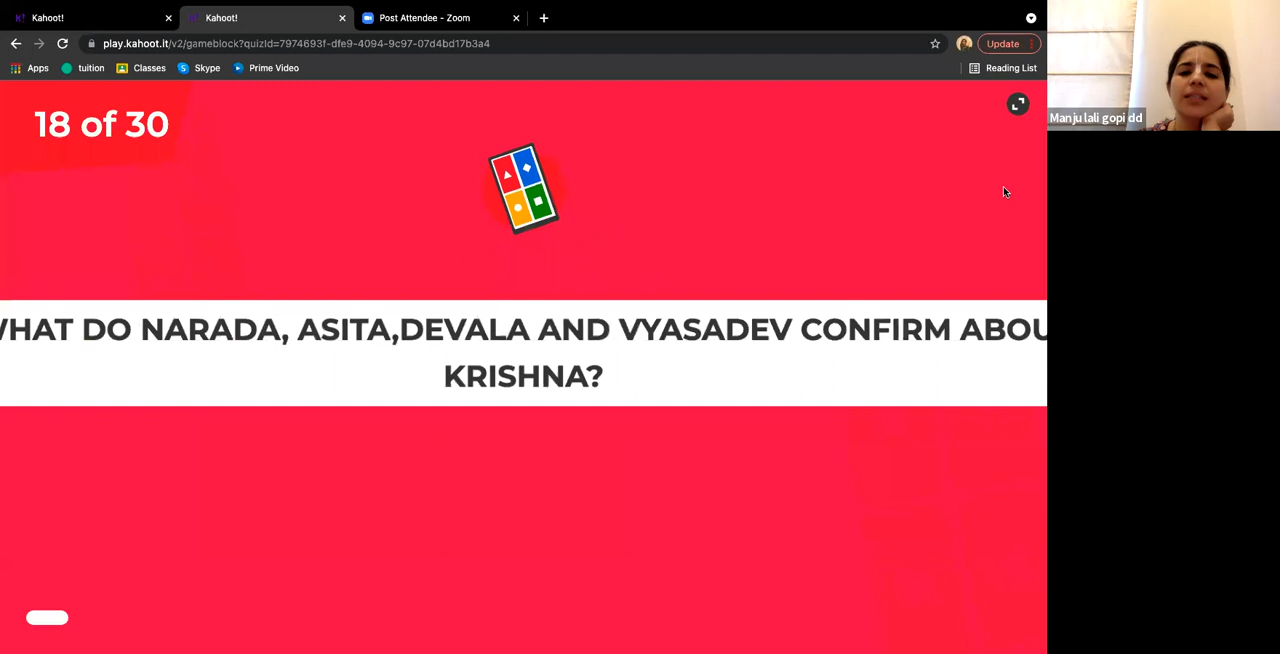 Kahoot!
Kahoot!
Post Attendee - Zoom
play.kahoot.it/v2/gameblock?quizId=7974693f-dfe9-4094-9c97-07d4bd17b3a4
Update
Apps
tuition
Classes
Skype
Prime Video
Reading List
Manju lali gopi dd
18 of 30
WHAT DO NARADA, ASITA,DEVALA AND VYASADEV CONFIRM ABOU
KRISHNA?